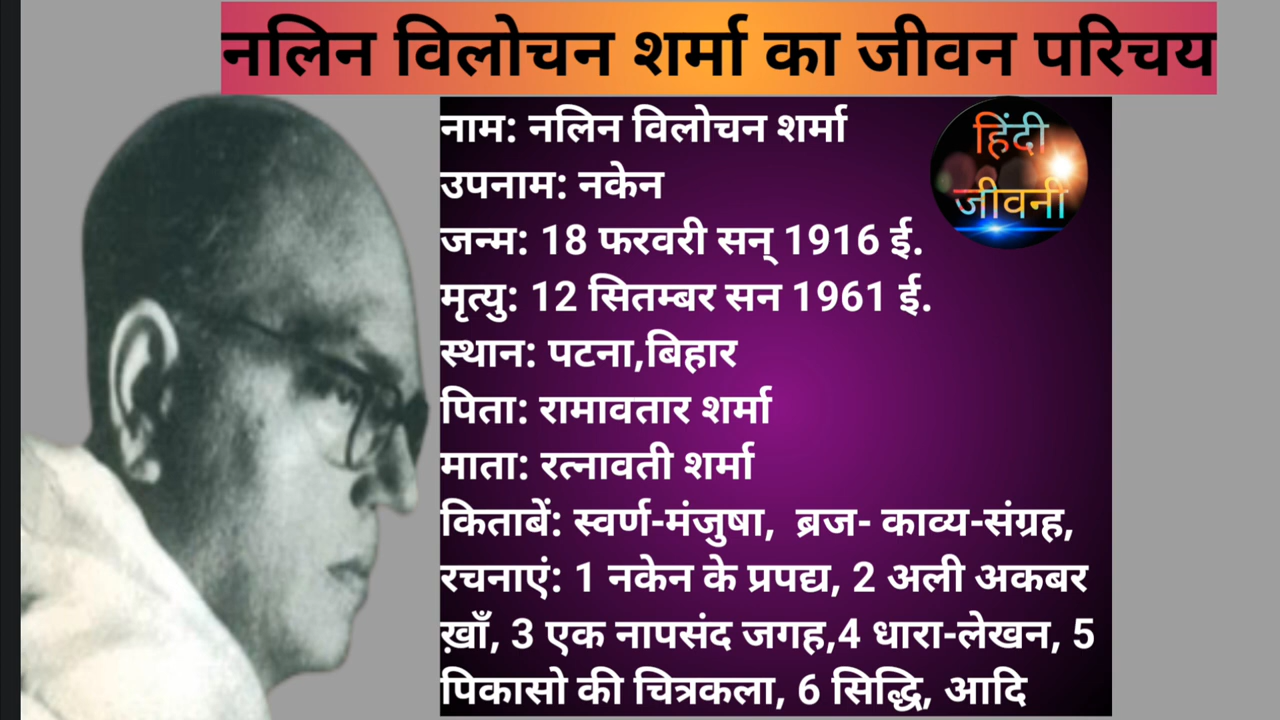 नलिन विलोचन शर्मा का जीवन परिचय
नाम: नलिन विलोचन शर्मा
उपनाम: नकेन
जन्म: 18 फरवरी सन् 1916 ई.
मृत्यु: 12 सितम्बर सन 1961 ई.
स्थान: पटना,बिहार
पिता: रामावतार शर्मा
माता: रत्नावती शर्मा
किताबें: स्वर्ण-मंजुषा, ब्रज- काव्य-संग्रह,
रचनाएं: 1 नकेन के प्रपद्य, 2 अली अकबर
ख़ाँ, 3 एक नापसंद जगह,4 धारा-लेखन, 5
पिकासो की चित्रकला, 6 सिद्धि, आदि
हिंदी
जीवनी